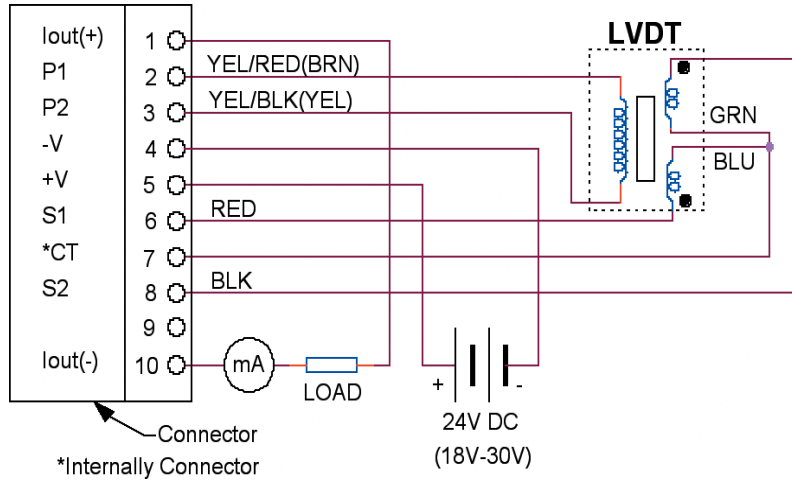 LVDT
Iout(+) 1
P1 2 YEL/RED(BRN)
P2 3 YEL/BLK(YEL)
GRN
-V 4
BLU
+V 5
S1 6 RED
*CT 7
S2 8 BLK
9
Iout(-) 10 mA
LOAD
+ -
24V DC
(18V-30V)
Connector
*Internally Connector